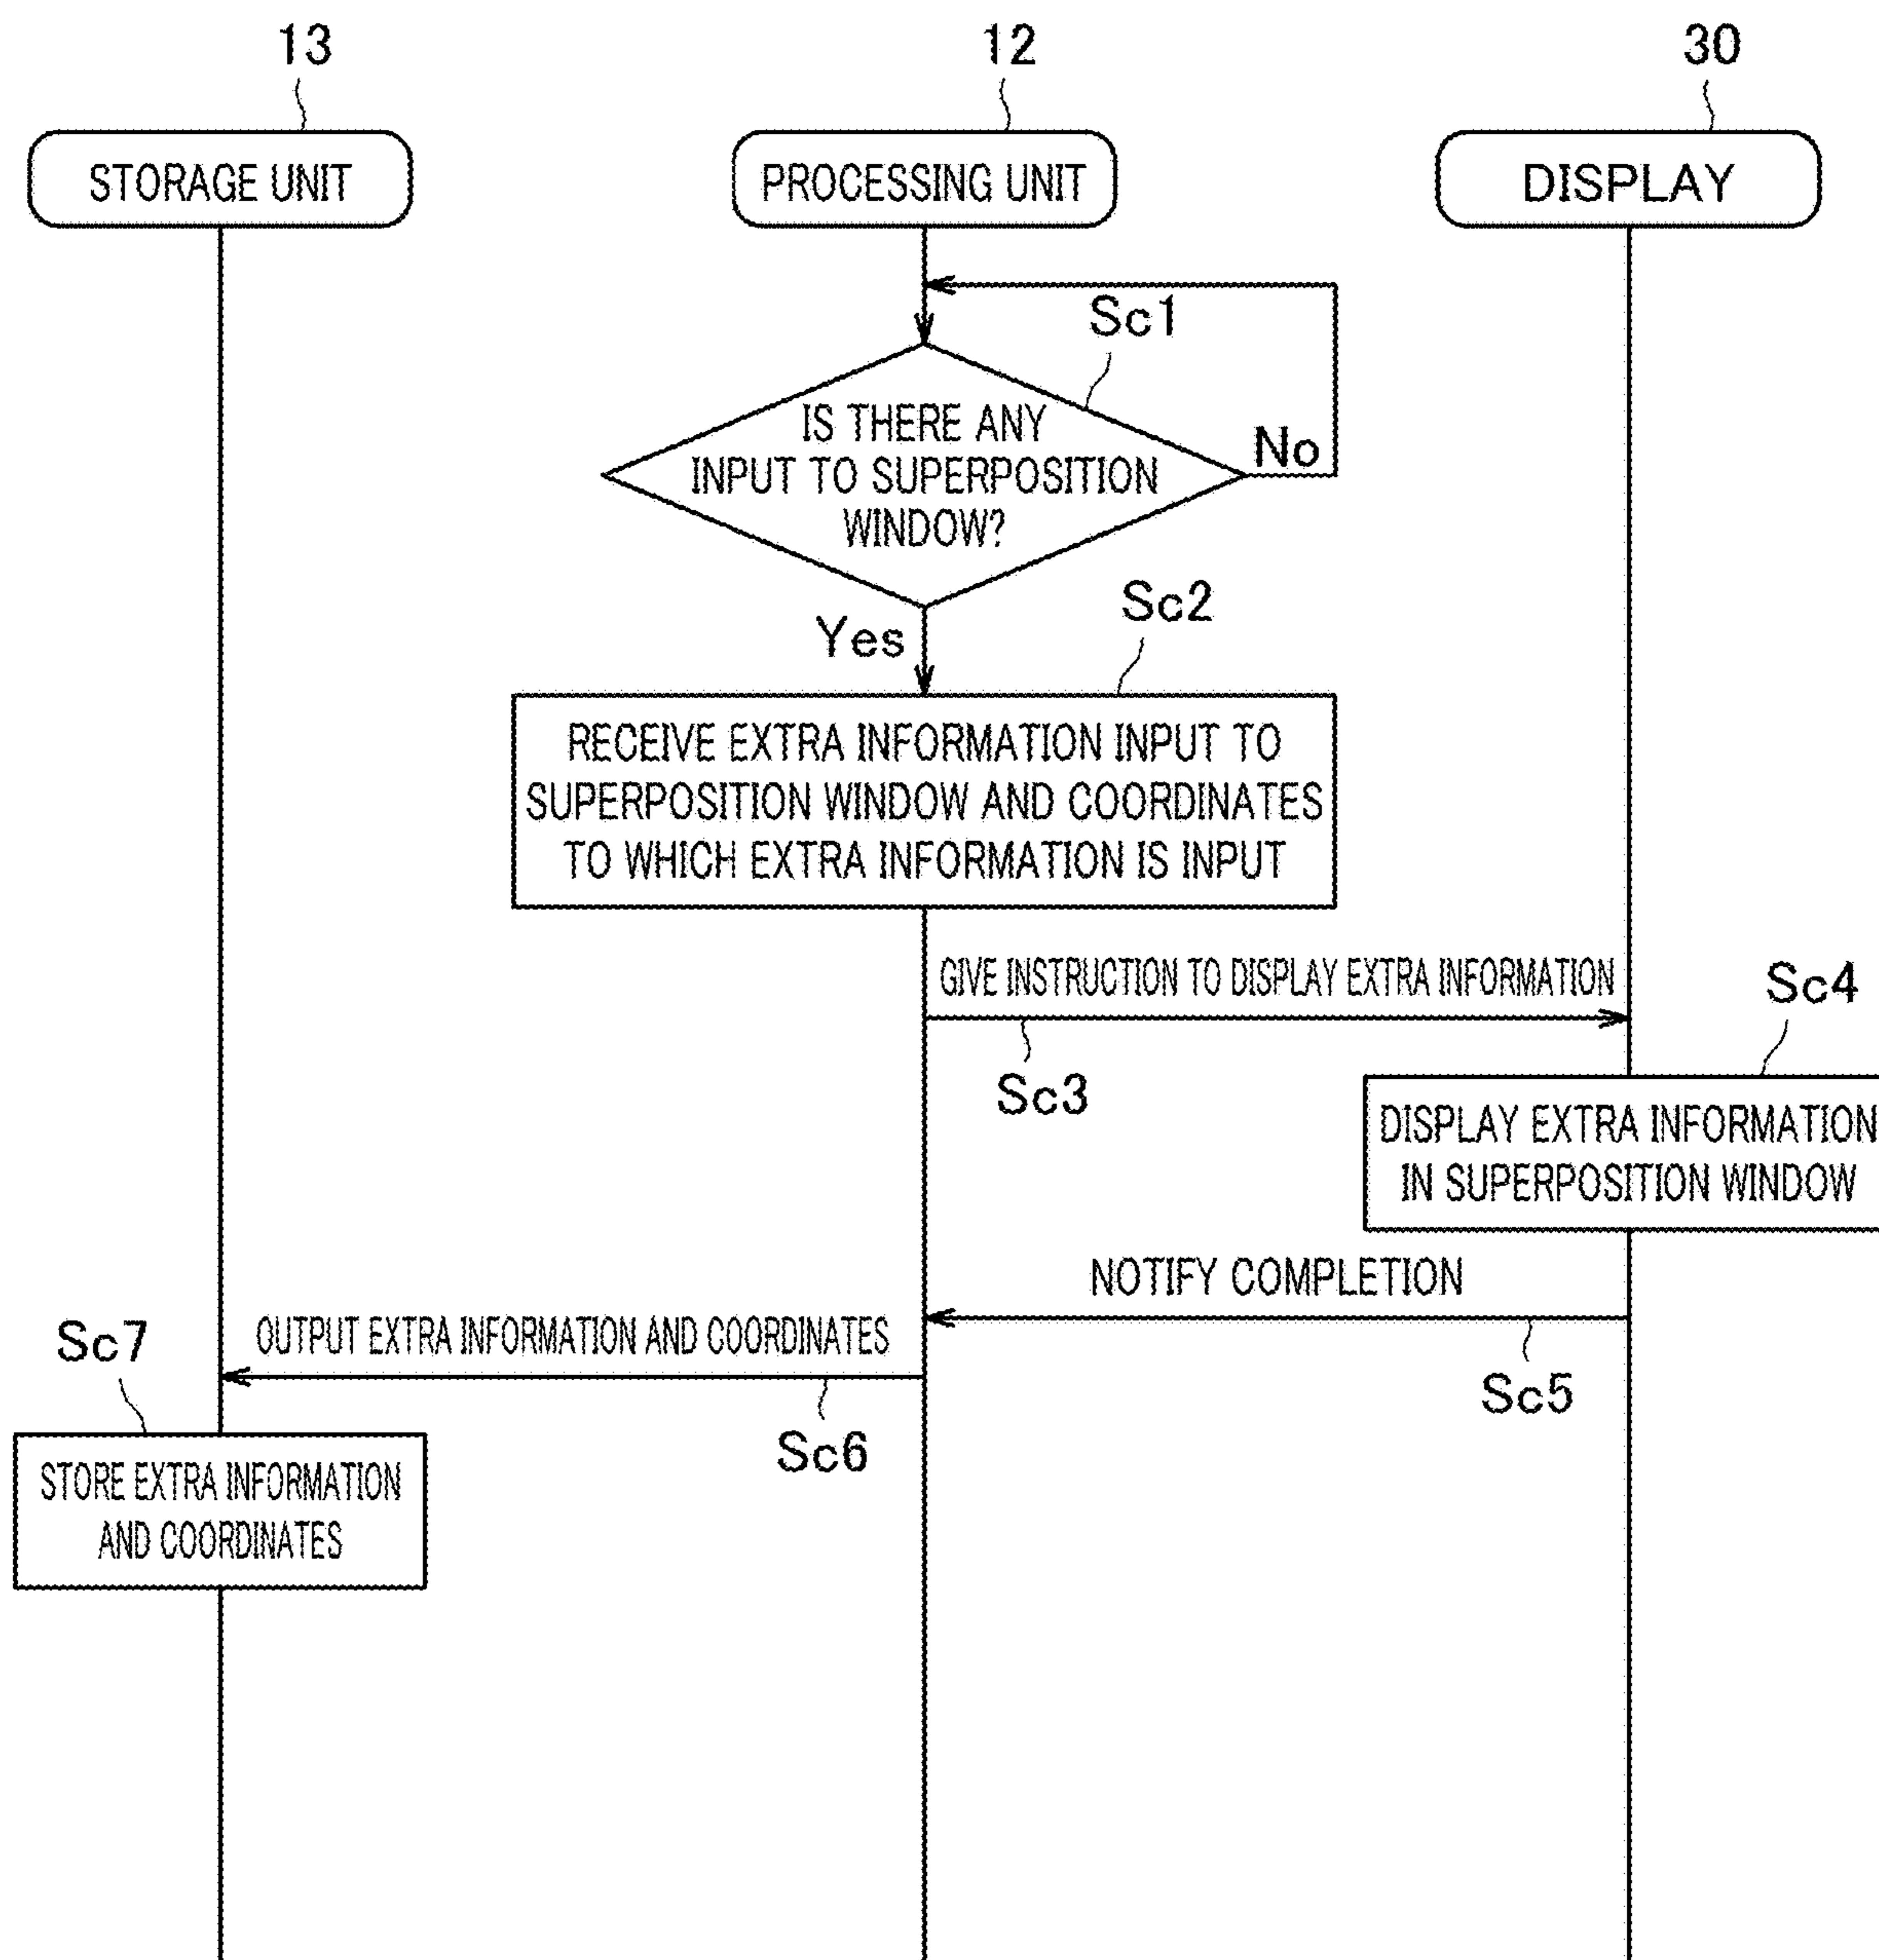 13
12
30
STORAGE UNIT
PROCESSING UNIT
DISPLAY
Sc1
IS THERE ANY
INPUT TO SUPERPOSITION
WINDOW?
No
Yes
Sc2
RECEIVE EXTRA INFORMATION INPUT TO
SUPERPOSITION WINDOW AND COORDINATES
TO WHICH EXTRA INFORMATION IS INPUT
GIVE INSTRUCTION TO DISPLAY EXTRA INFORMATION
Sc3
Sc4
DISPLAY EXTRA INFORMATION
IN SUPERPOSITION WINDOW
NOTIFY COMPLETION
Sc5
OUTPUT EXTRA INFORMATION AND COORDINATES
Sc6
Sc7
STORE EXTRA INFORMATION
AND COORDINATES